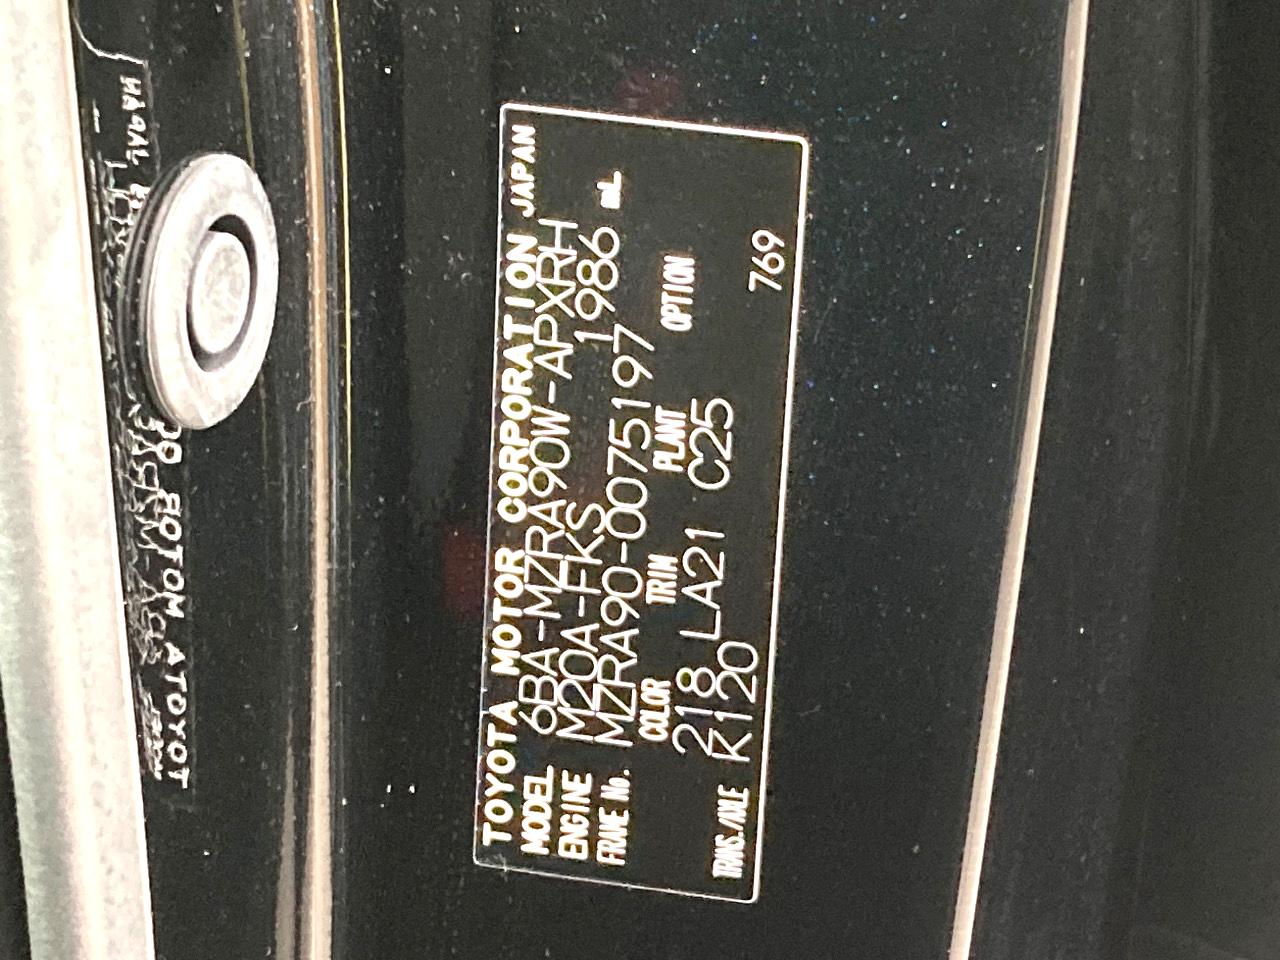 TOYOTA MOTOR CORPORATION JAPAN
MODEL 6BA-MZRA90W-APXRH
ENGINE M20A-FKS 1986 mL
FRAME No. MZRA90-0075197
COLOR TRIM PLANT OPTION
218 LA21 C25
TRANS./AXLE K120 769